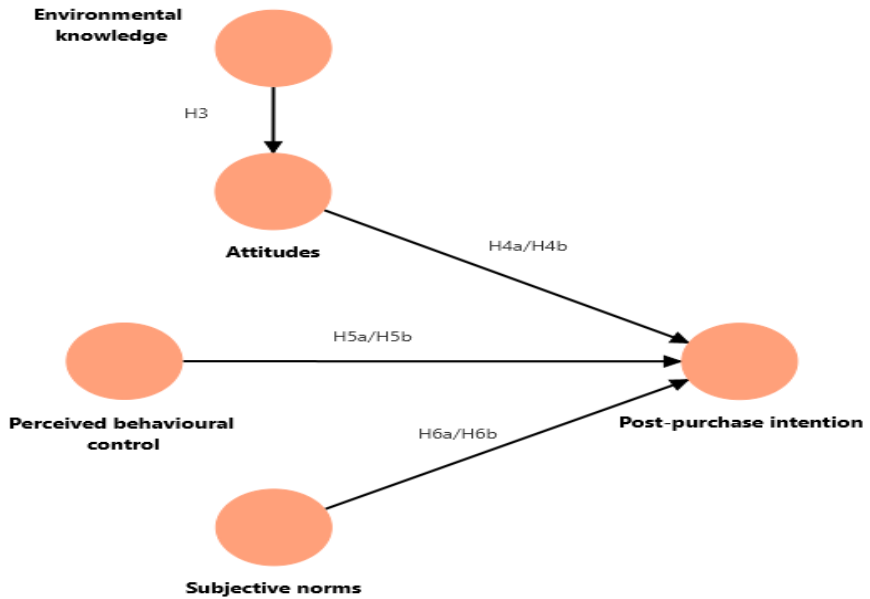 Environmental
knowledge
H3
Attitudes
H4a/H4b
H5a/H5b
Perceived behavioural
control
Post-purchase intention
H6a/H6b
Subjective norms